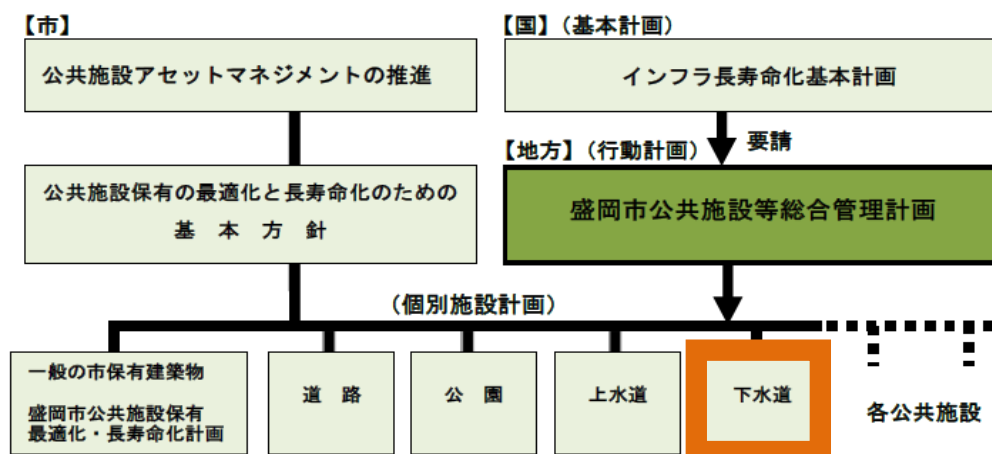 【市】
公共施設アセットマネジメントの推進
公共施設保有の最適化と長寿命化のための
基 本 方 針
【国】(基本計画)
インフラ長寿命化基本計画
要請
【地方】(行動計画)
盛岡市公共施設等総合管理計画
(個別施設計画)
一般の市保有建築物
盛岡市公共施設保有
最適化・長寿命化計画
道 路
公 園
上水道
下水道
各公共施設